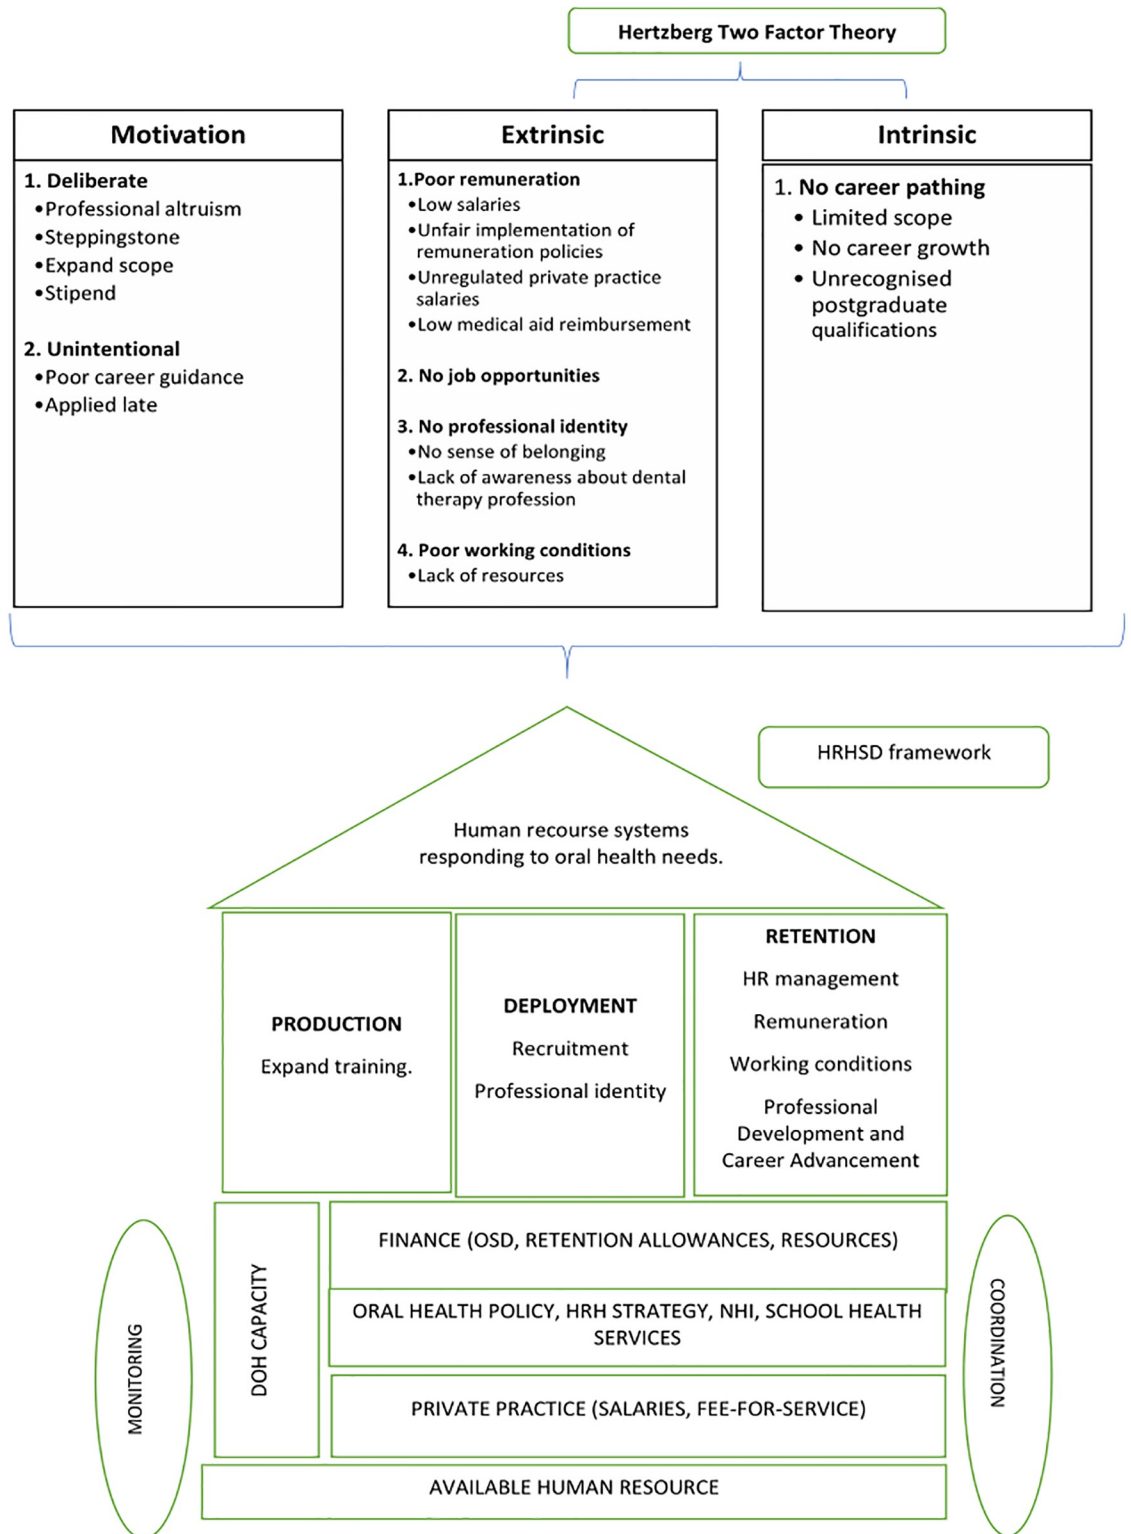 Hertzberg Two Factor Theory
Motivation
1. Deliberate
•Professional altruism
•Steppingstone
•Expand scope
•Stipend
2. Unintentional
•Poor career guidance
•Applied late
Extrinsic
1.Poor remuneration
•Low salaries
•Unfair implementation of
remuneration policies
•Unregulated private practice
salaries
•Low medical aid reimbursement
2. No job opportunities
3. No professional identity
•No sense of belonging
•Lack of awareness about dental
therapy profession
4. Poor working conditions
•Lack of resources
Intrinsic
1. No career pathing
• Limited scope
• No career growth
• Unrecognised
postgraduate
qualifications
HRHSD framework
Human recourse systems
responding to oral health needs.
PRODUCTION
Expand training.
DEPLOYMENT
Recruitment
Professional identity
RETENTION
HR management
Remuneration
Working conditions
Professional
Development and
Career Advancement
MONITORING
DOH CAPACITY
FINANCE (OSD, RETENTION ALLOWANCES, RESOURCES)
ORAL HEALTH POLICY, HRH STRATEGY, NHI, SCHOOL HEALTH
SERVICES
PRIVATE PRACTICE (SALARIES, FEE-FOR-SERVICE)
COORDINATION
AVAILABLE HUMAN RESOURCE